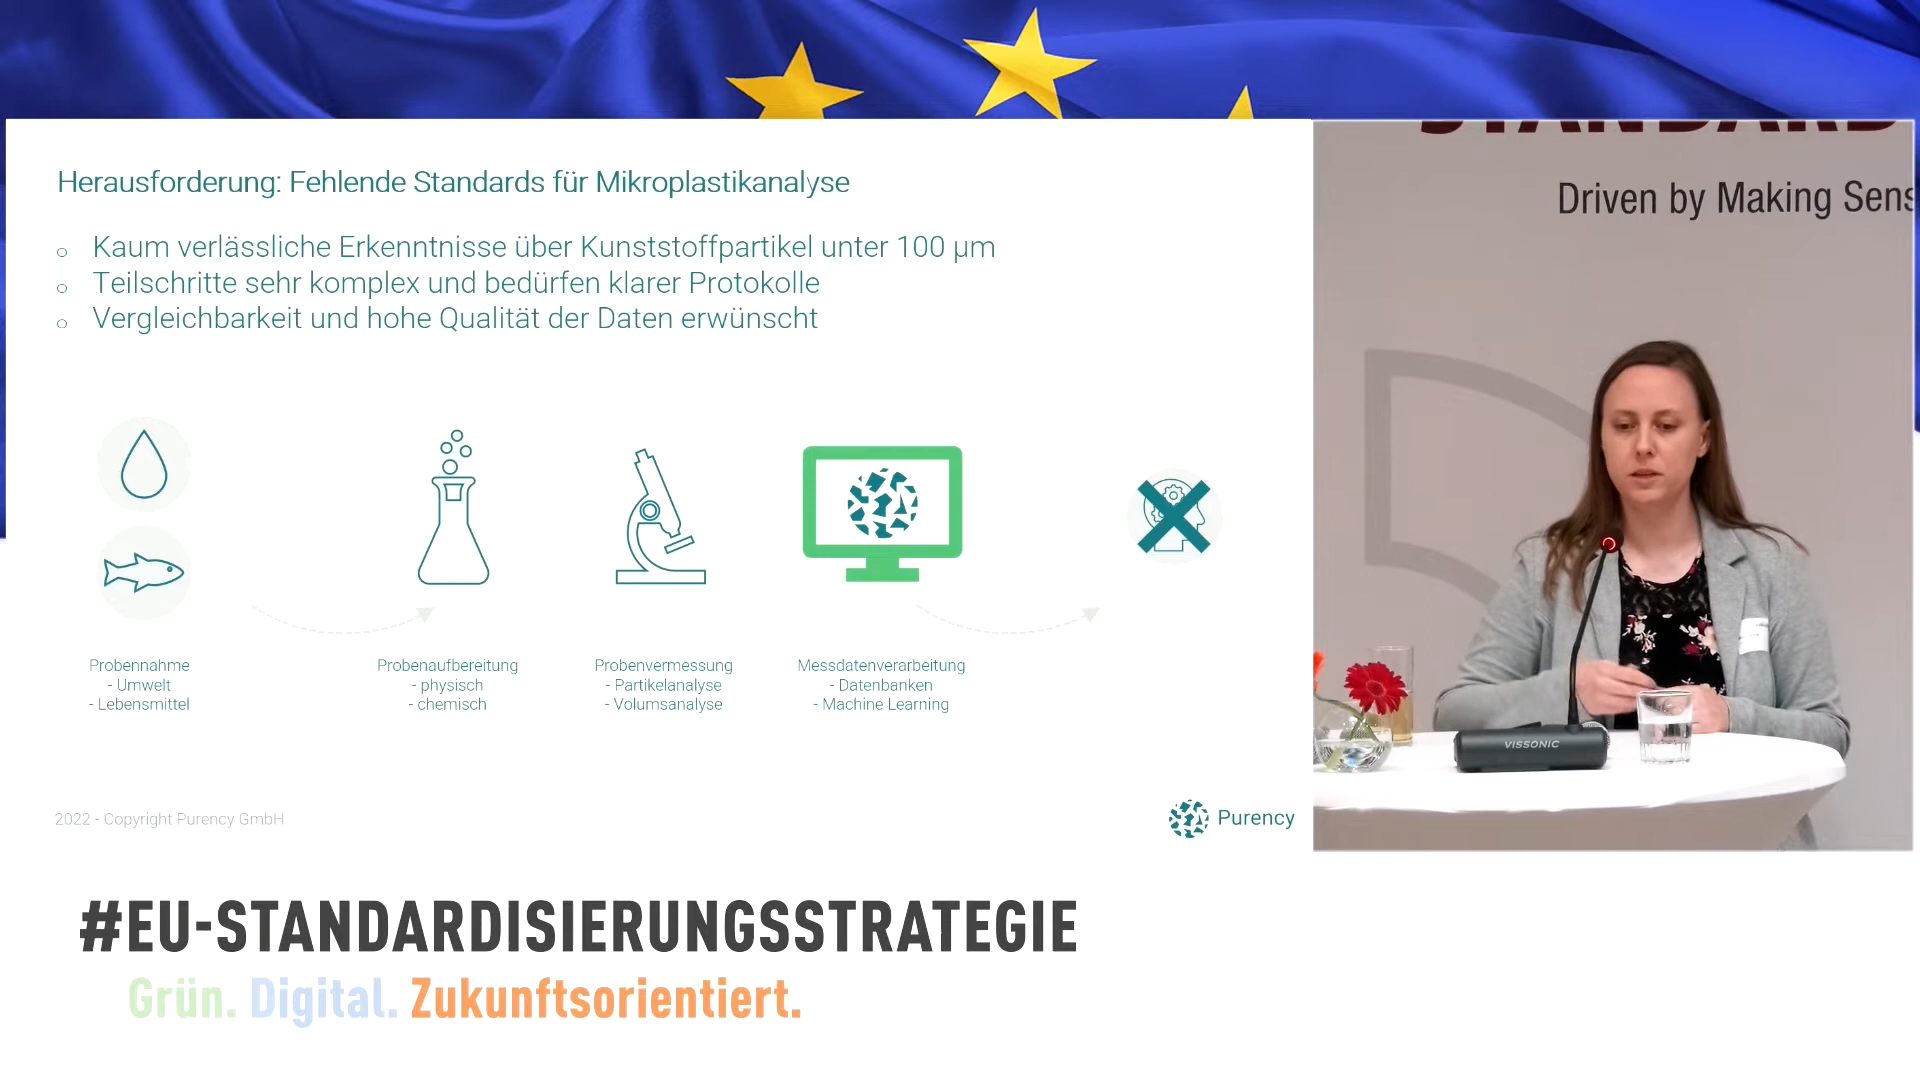 Herausforderung: Fehlende Standards für Mikroplastikanalyse
Kaum verlässliche Erkenntnisse über Kunststoffpartikel unter 100 µm
Teilschritte sehr komplex und bedürfen klarer Protokolle
Vergleichbarkeit und hohe Qualität der Daten erwünscht
Probennahme
- Umwelt
- Lebensmittel
Probenaufbereitung
- physisch
- chemisch
Probenvermessung
- Partikelanalyse
- Volumsanalyse
Messdatenverarbeitung
- Datenbanken
- Machine Learning
2022 - Copyright Purency GmbH
Purency
Driven by Making Sens
VISSONIC
#EU-STANDARDISIERUNGSSTRATEGIE
Grün. Digital. Zukunftsorientiert.